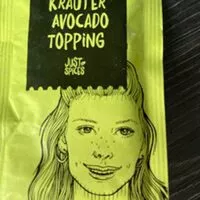 KRÄUTER
AVOCADO
TOPPING
JUST
SPICES